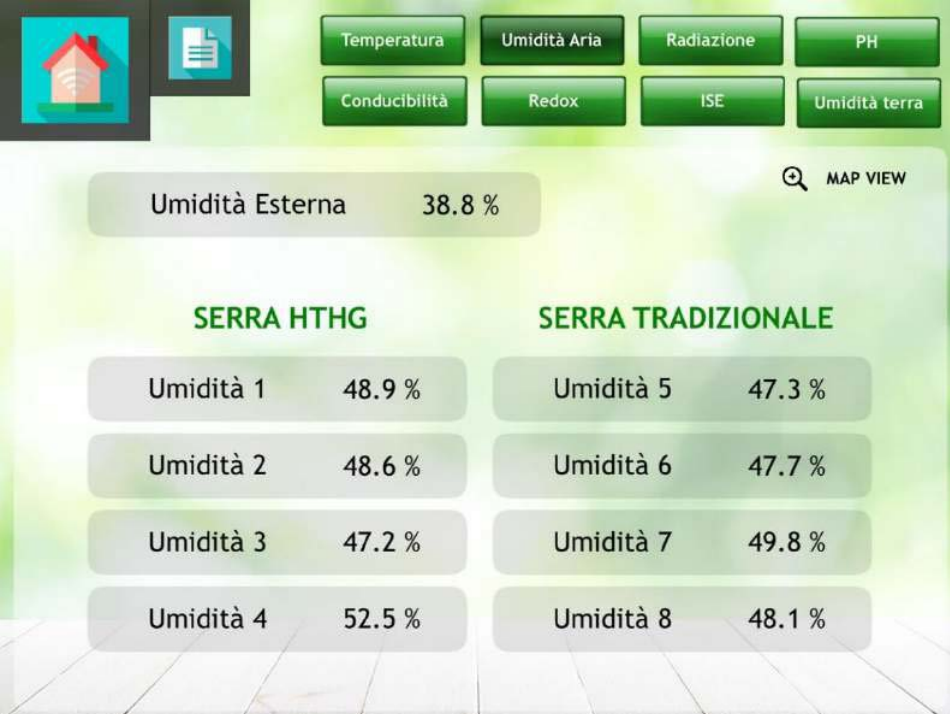 Temperatura Umidità Aria Radiazione PH
Conducibilità Redox ISE Umidità terra
MAP VIEW
Umidità Esterna 38.8 %
SERRA HTHG SERRA TRADIZIONALE
Umidità 1 48.9 % Umidità 5 47.3 %
Umidità 2 48.6 % Umidità 6 47.7 %
Umidità 3 47.2 % Umidità 7 49.8 %
Umidità 4 52.5 % Umidità 8 48.1 %